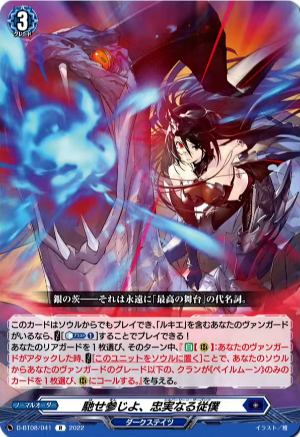 3
グレード
銀の茨――それは永遠に「最高の舞台」の代名詞。
このカードはソウルからでもプレイでき、「ルキエ」を含むあなたのヴァンガード
がいるなら、[1]することでプレイできる！
あなたのリアガードを1枚選び、そのターン中、「自【R】：あなたのヴァンガード
がアタックした時、【コスト】[このユニットをソウルに置く]ことで、あなたのソウル
からあなたのヴァンガードのグレード以下の、クランが《ペイルムーン》のみの
カードを1枚選び、(R)にコールする。」を与える。
ノーマルオーダー
馳せ参じよ、忠実なる従僕
D-BT08/041 R 2022
ダークステイツ
イラスト／雅